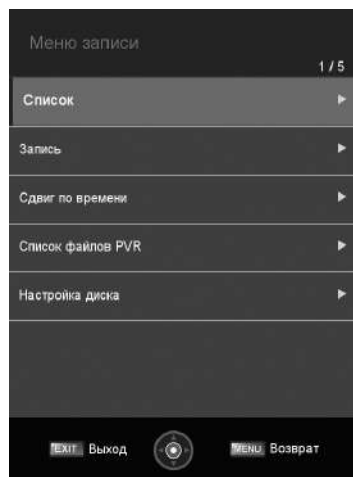 Меню записи
1 / 5
Список
Запись
Сдвиг по времени
Список файлов PVR
Настройка диска
EXIT Выход MENU Возврат